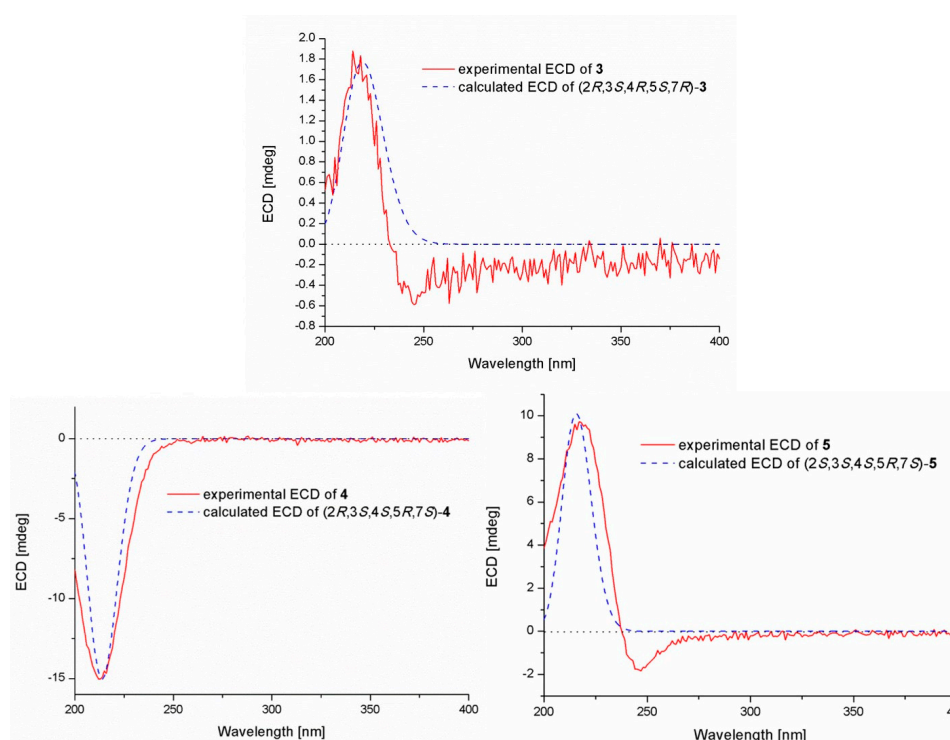 2.0
1.8
1.6
1.4
1.2
1.0
0.8
0.6
0.4
0.2
0.0
-0.2
-0.4
-0.6
-0.8
ECD [mdeg]
experimental ECD of 3
calculated ECD of (2R,3S,4R,5S,7R)-3
200 250 300 350 400
Wavelength [nm]
0
-5
-10
-15
ECD [mdeg]
experimental ECD of 4
calculated ECD of (2R,3S,4S,5R,7S)-4
200 250 300 350 400
Wavelength [nm]
10
8
6
4
2
0
-2
ECD [mdeg]
experimental ECD of 5
calculated ECD of (2S,3S,4S,5R,7S)-5
200 250 300 350 4
Wavelength [nm]